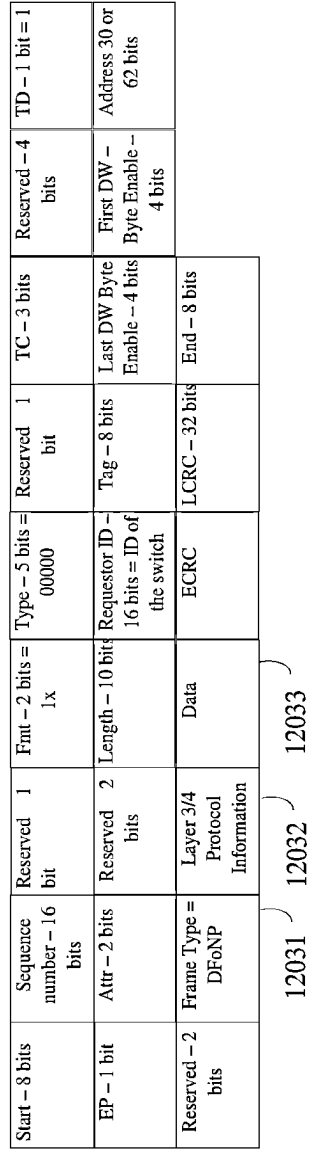 Start – 8 bits
Sequence
number – 16
bits
Reserved 1
bit
Fmt – 2 bits =
1x
Type – 5 bits =
00000
Reserved 1
bit
TC – 3 bits
Reserved – 4
bits
TD – 1 bit = 1
EP – 1 bit
Attr – 2 bits
Reserved 2
bits
Length – 10 bits
Requestor ID –
16 bits = ID of
the switch
Tag – 8 bits
Last DW Byte
Enable – 4 bits
First DW –
Byte Enable –
4 bits
Address 30 or
62 bits
Reserved – 2
bits
Frame Type =
DFoNP
Layer 3/4
Protocol
Information
Data
ECRC
LCRC – 32 bits
End – 8 bits
12031
12032
12033